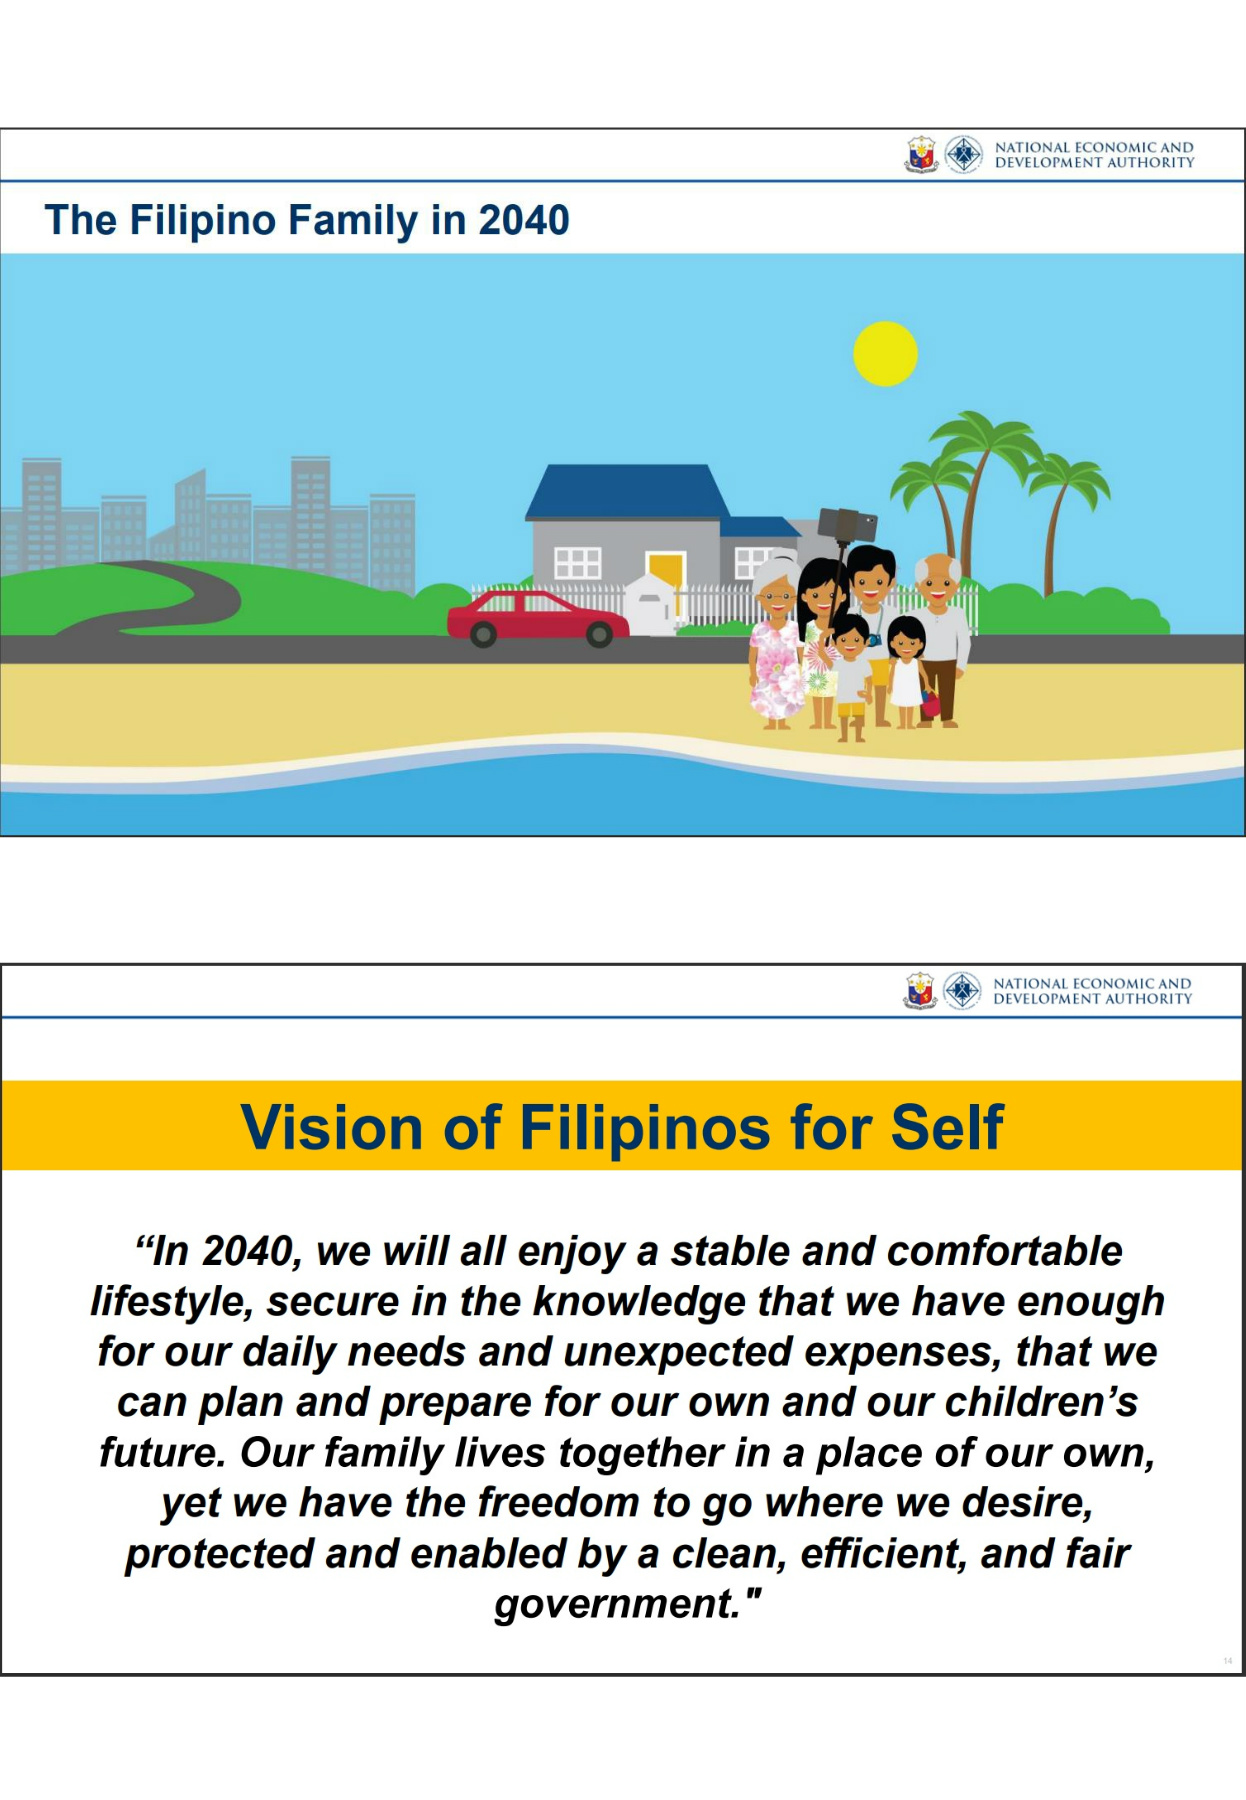 NATIONAL ECONOMIC AND
DEVELOPMENT AUTHORITY
The Filipino Family in 2040
NATIONAL ECONOMIC AND
DEVELOPMENT AUTHORITY
Vision of Filipinos for Self
“In 2040, we will all enjoy a stable and comfortable
lifestyle, secure in the knowledge that we have enough
for our daily needs and unexpected expenses, that we
can plan and prepare for our own and our children’s
future. Our family lives together in a place of our own,
yet we have the freedom to go where we desire,
protected and enabled by a clean, efficient, and fair
government."
14